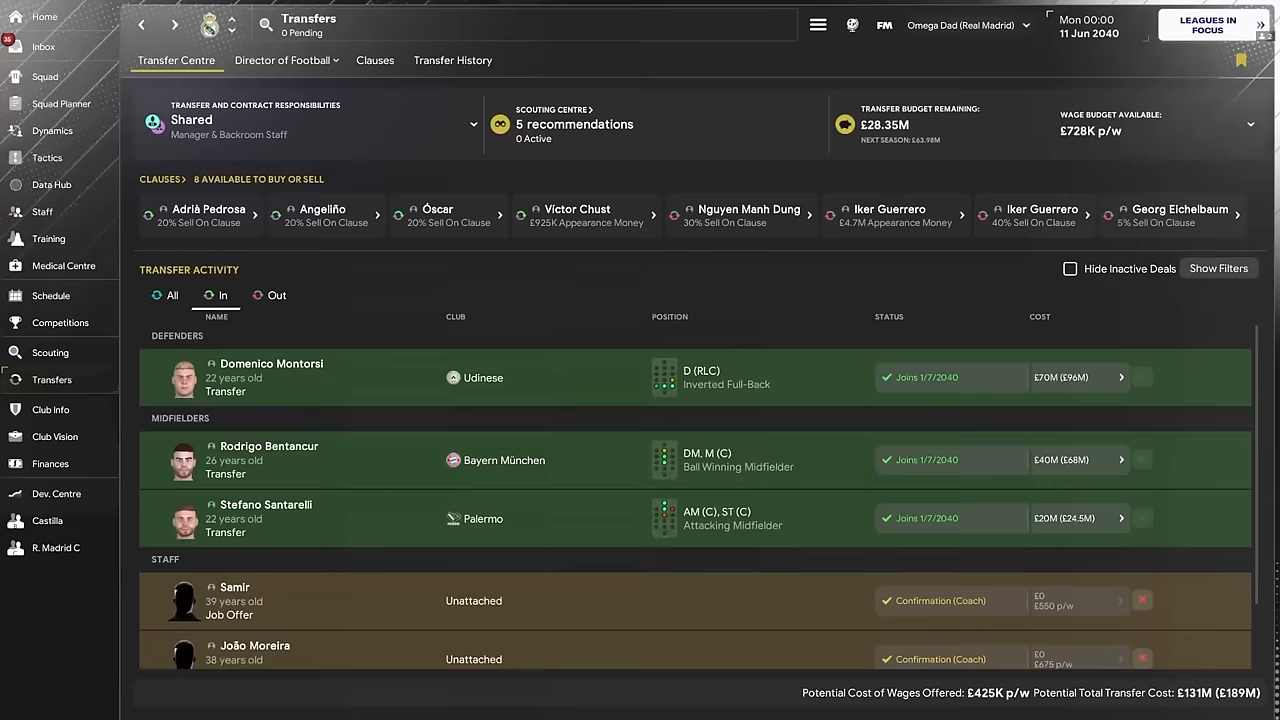 Home
Transfers
0 Pending
FM
Omega Dad (Real Madrid)
Mon 00:00
11 Jun 2040
LEAGUES IN
FOCUS
2
35
Inbox
Squad
Squad Planner
Dynamics
Tactics
Data Hub
Staff
Training
Medical Centre
Schedule
Competitions
Scouting
Transfers
Club Info
Club Vision
Finances
Dev. Centre
Castilla
R. Madrid C
Transfer Centre
Director of Football
Clauses
Transfer History
TRANSFER AND CONTRACT RESPONSIBILITIES
Shared
Manager & Backroom Staff
SCOUTING CENTRE >
5 recommendations
0 Active
TRANSFER BUDGET REMAINING:
£28.35M
NEXT SEASON: £63.98M
WAGE BUDGET AVAILABLE:
£728K p/w
CLAUSES > 8 AVAILABLE TO BUY OR SELL
Adrià Pedrosa
20% Sell On Clause
Angeliño
20% Sell On Clause
Óscar
20% Sell On Clause
Víctor Chust
£925K Appearance Money
Nguyen Manh Dung
30% Sell On Clause
Iker Guerrero
£4.7M Appearance Money
Iker Guerrero
40% Sell On Clause
Georg Eichelbaum
5% Sell On Clause
TRANSFER ACTIVITY
Hide Inactive Deals
Show Filters
All
In
Out
NAME CLUB POSITION STATUS COST
DEFENDERS
Domenico Montorsi
22 years old
Transfer
Udinese
D (RLC)
Inverted Full-Back
Joins 1/7/2040
£70M (£96M)
MIDFIELDERS
Rodrigo Bentancur
26 years old
Transfer
Bayern München
DM, M (C)
Ball Winning Midfielder
Joins 1/7/2040
£40M (£68M)
Stefano Santarelli
22 years old
Transfer
Palermo
AM (C), ST (C)
Attacking Midfielder
Joins 1/7/2040
£20M (£24.5M)
STAFF
Samir
39 years old
Job Offer
Unattached
Confirmation (Coach)
£0
£550 p/w
João Moreira
38 years old
Unattached
Confirmation (Coach)
£0
£675 p/w
Potential Cost of Wages Offered: £425K p/w Potential Total Transfer Cost: £131M (£189M)